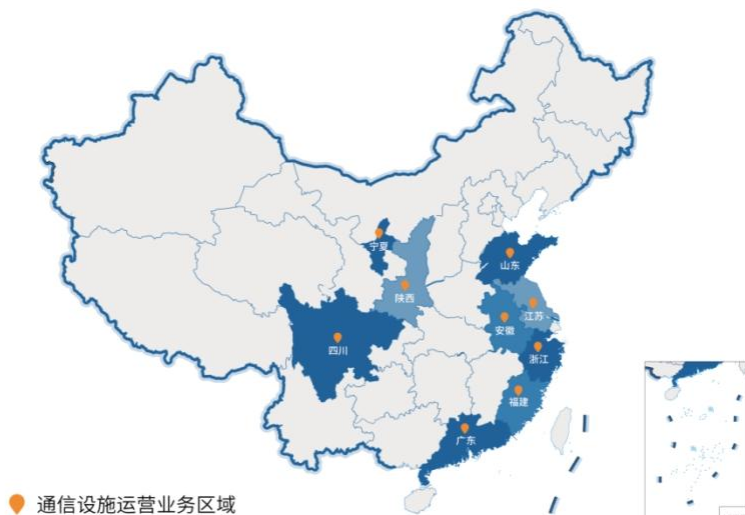 宁夏
山东
陕西
江苏
安徽
四川
浙江
福建
广东
通信设施运营业务区域